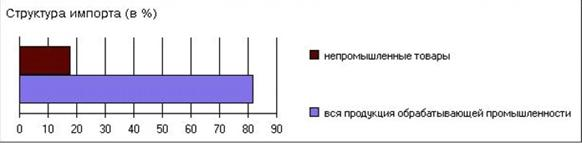 Структура импорта (в %)
непромышленные товары
вся продукция обрабатывающей промышленности
0 10 20 30 40 50 60 70 80 90